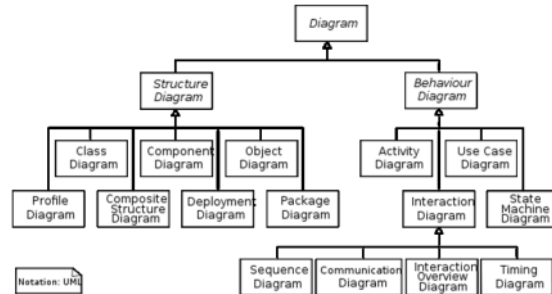 Diagram
Structure
Diagram
Behaviour
Diagram
Class
Diagram
Component
Diagram
Object
Diagram
Activity
Diagram
Use Case
Diagram
Profile
Diagram
Composite
Structure
Diagram
Deployment
Diagram
Package
Diagram
Interaction
Diagram
State
Machine
Diagram
Sequence
Diagram
Communication
Diagram
Interaction
Overview
Diagram
Timing
Diagram
Notation: UML